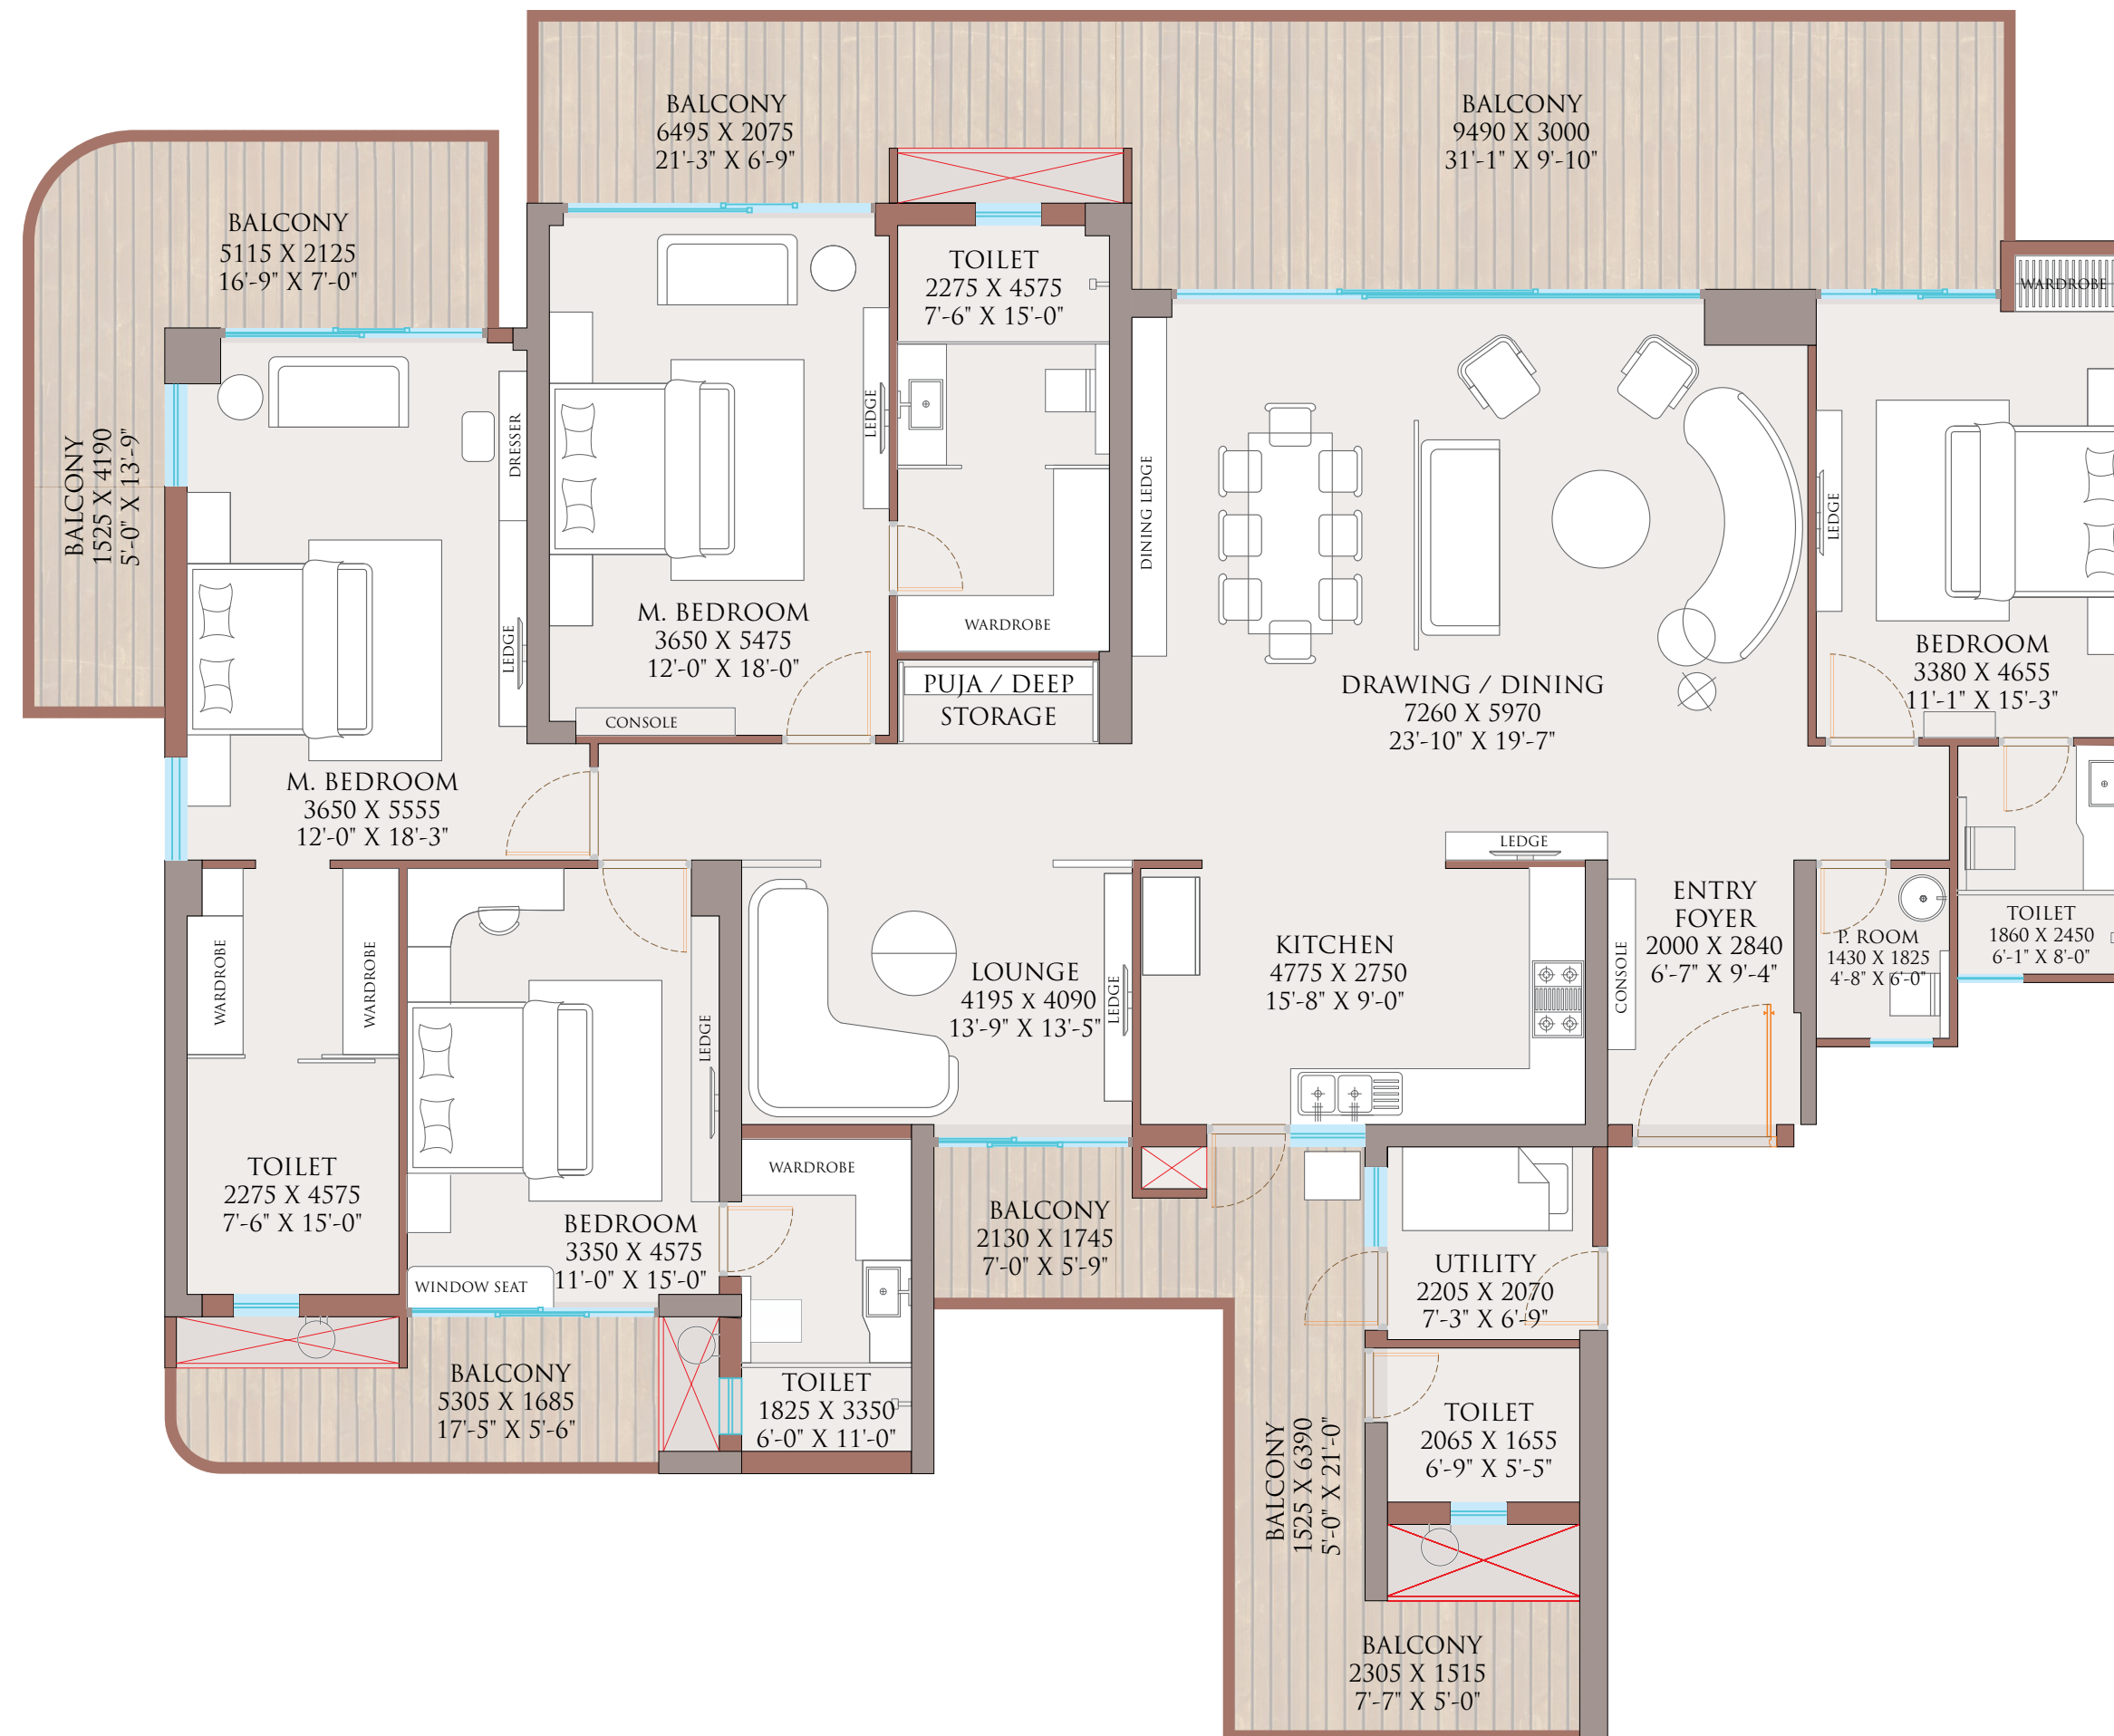 BALCONY
6495 X 2075
21'-3" X 6'-9"
BALCONY
9490 X 3000
31'-1" X 9'-10"
BALCONY
5115 X 2125
16'-9" X 7'-0"
TOILET
2275 X 4575
7'-6" X 15'-0"
WARDROBE
BALCONY
1525 X 4190
5'-0" X 13'-9"
DRESSER
LEDGE
LEDGE
DINING LEDGE
LEDGE
M. BEDROOM
3650 X 5475
12'-0" X 18'-0"
WARDROBE
CONSOLE
PUJA / DEEP
STORAGE
DRAWING / DINING
7260 X 5970
23'-10" X 19'-7"
BEDROOM
3380 X 4655
11'-1" X 15'-3"
M. BEDROOM
3650 X 5555
12'-0" X 18'-3"
LEDGE
WARDROBE
WARDROBE
LEDGE
LOUNGE
4195 X 4090
13'-9" X 13'-5"
LEDGE
KITCHEN
4775 X 2750
15'-8" X 9'-0"
CONSOLE
ENTRY
FOYER
2000 X 2840
6'-7" X 9'-4"
P. ROOM
1430 X 1825
4'-8" X 6'-0"
TOILET
1860 X 2450
6'-1" X 8'-0"
TOILET
2275 X 4575
7'-6" X 15'-0"
BEDROOM
3350 X 4575
11'-0" X 15'-0"
WINDOW SEAT
WARDROBE
BALCONY
2130 X 1745
7'-0" X 5'-9"
UTILITY
2205 X 2070
7'-3" X 6'-9"
BALCONY
5305 X 1685
17'-5" X 5'-6"
TOILET
1825 X 3350
6'-0" X 11'-0"
BALCONY
1525 X 6390
5'-0" X 21'-0"
TOILET
2065 X 1655
6'-9" X 5'-5"
BALCONY
2305 X 1515
7'-7" X 5'-0"